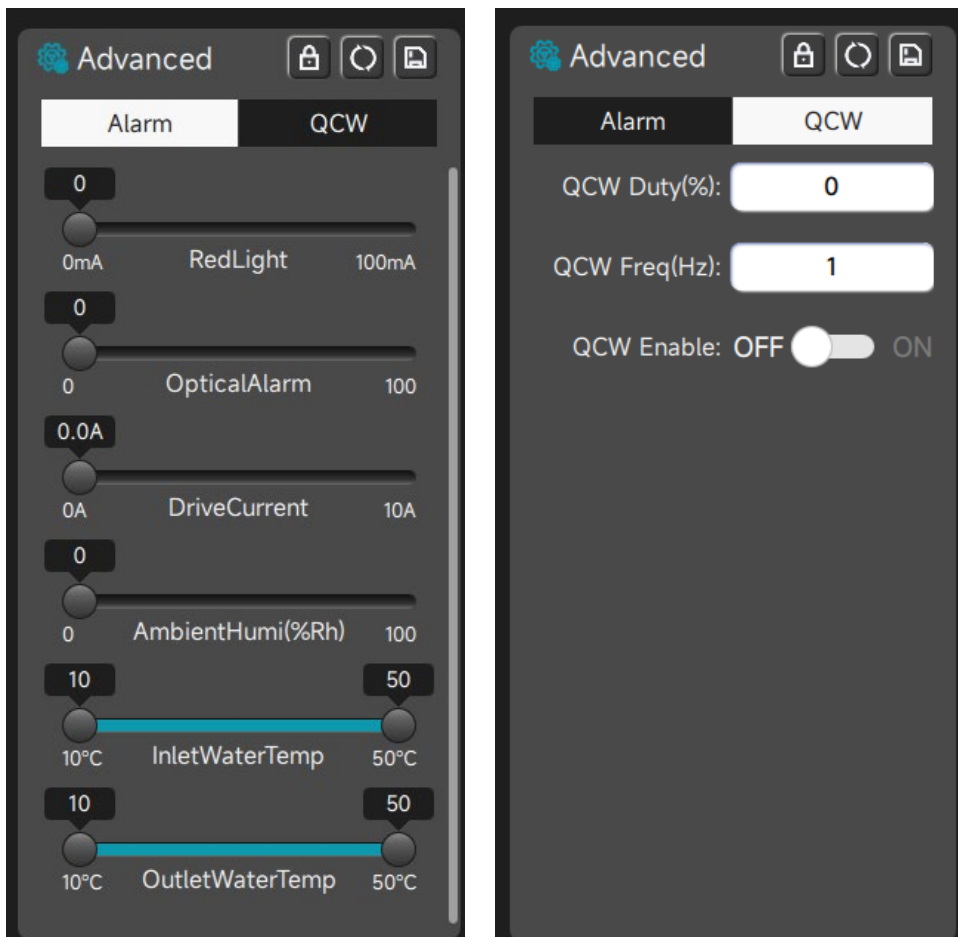 Advanced
Alarm QCW
0
0mA RedLight 100mA
0
0 OpticalAlarm 100
0.0A
0A DriveCurrent 10A
0
0 AmbientHumi(%Rh) 100
10 50
10°C InletWaterTemp 50°C
10 50
10°C OutletWaterTemp 50°C
Advanced
Alarm QCW
QCW Duty(%): 0
QCW Freq(Hz): 1
QCW Enable: OFF ON